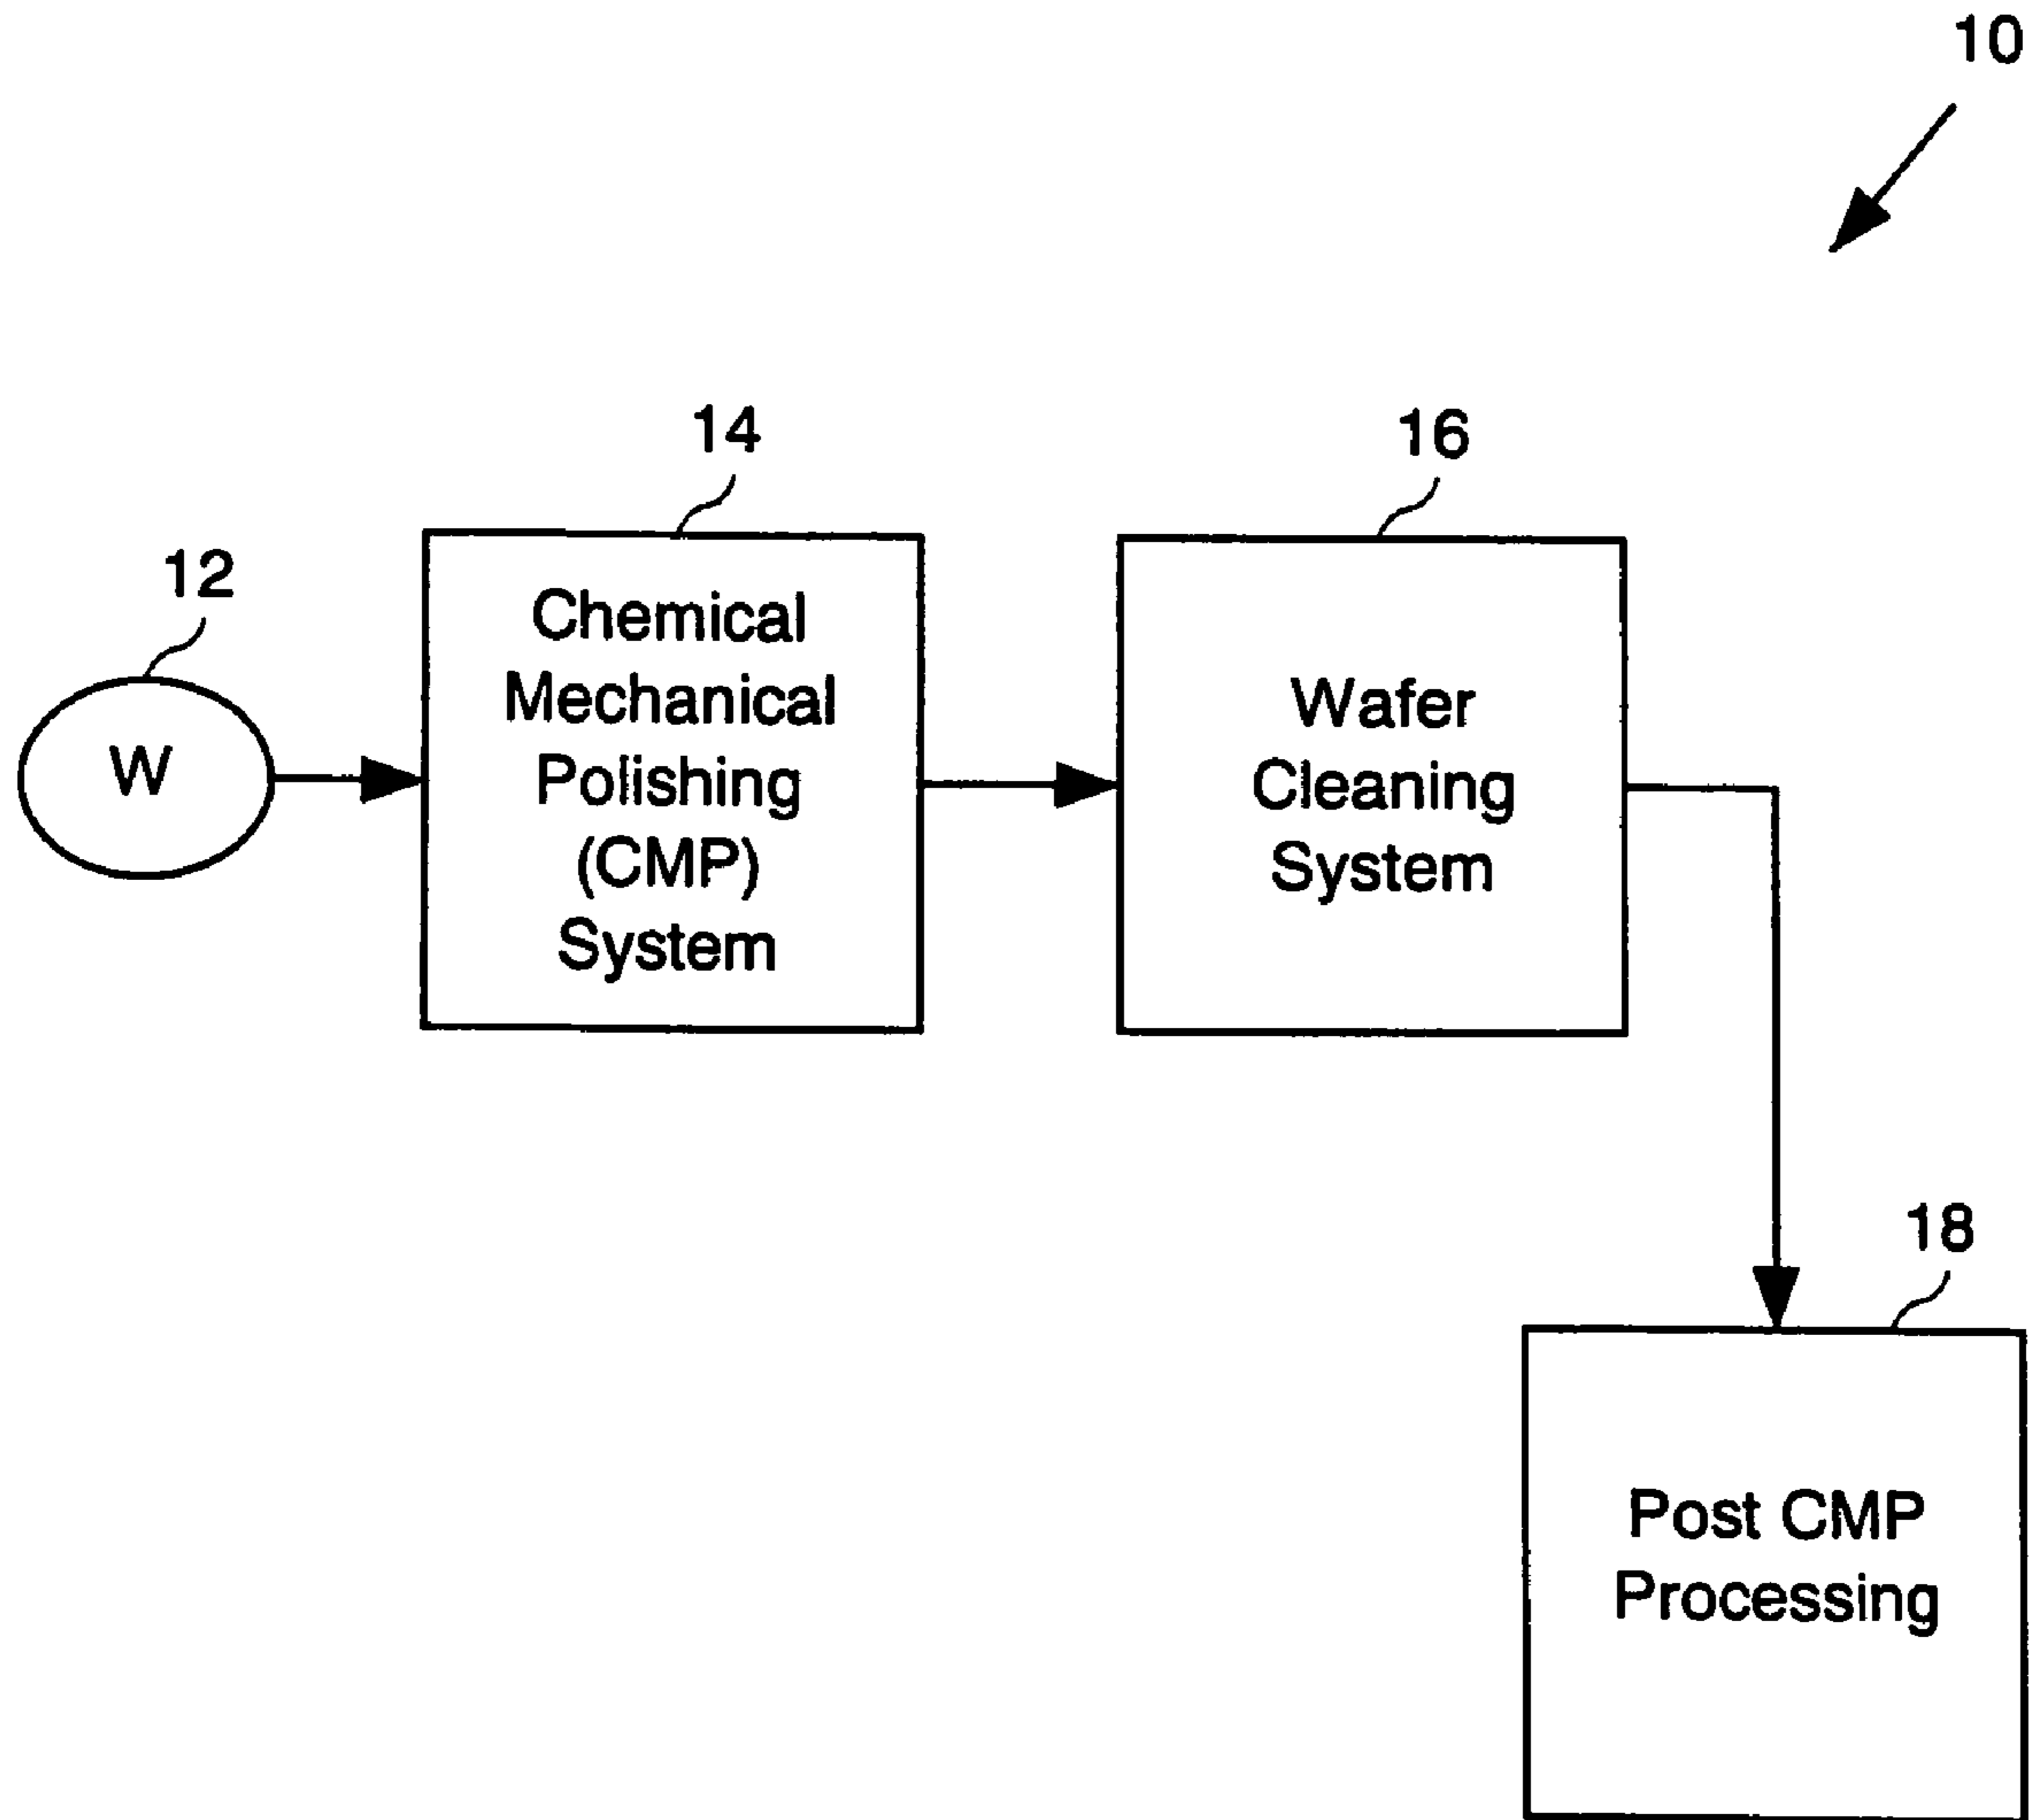 10
14
16
12
W
Chemical
Mechanical
Polishing
(CMP)
System
Wafer
Cleaning
System
18
Post CMP
Processing